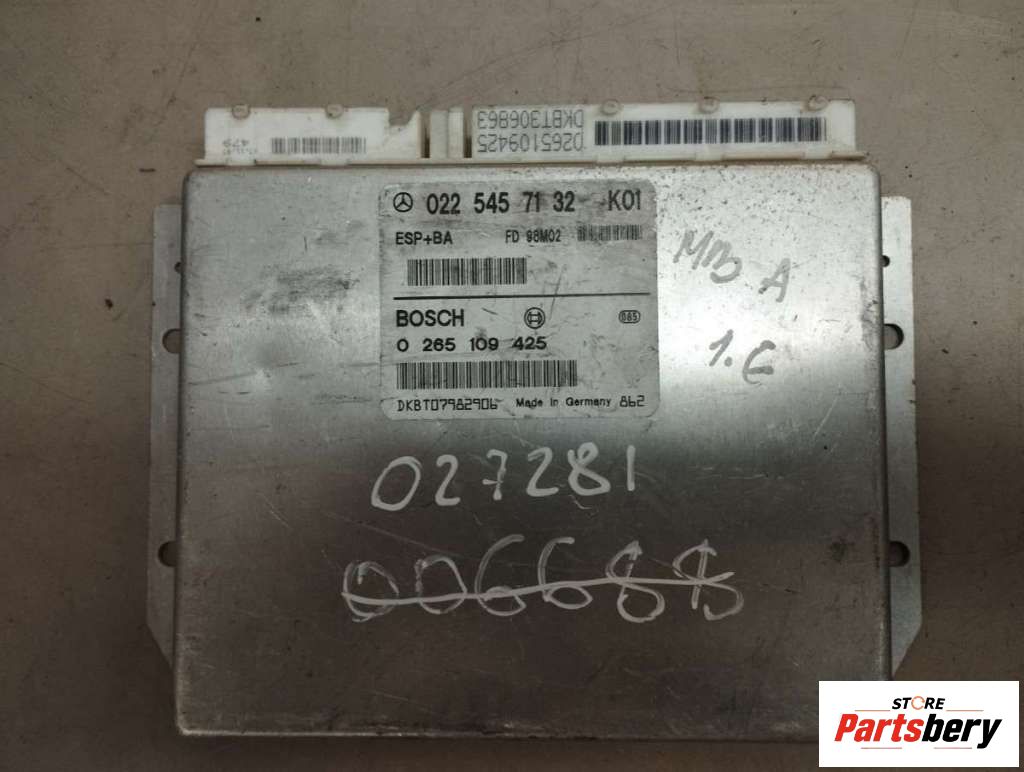 0265109425
DKBT306863
022 545 71 32 K01
ESP+BA FD 98M02
BOSCH 065
0 265 109 425
DKBT07982906 Made in Germany 862
MB A
1.6
027281
STORE
Partsbery